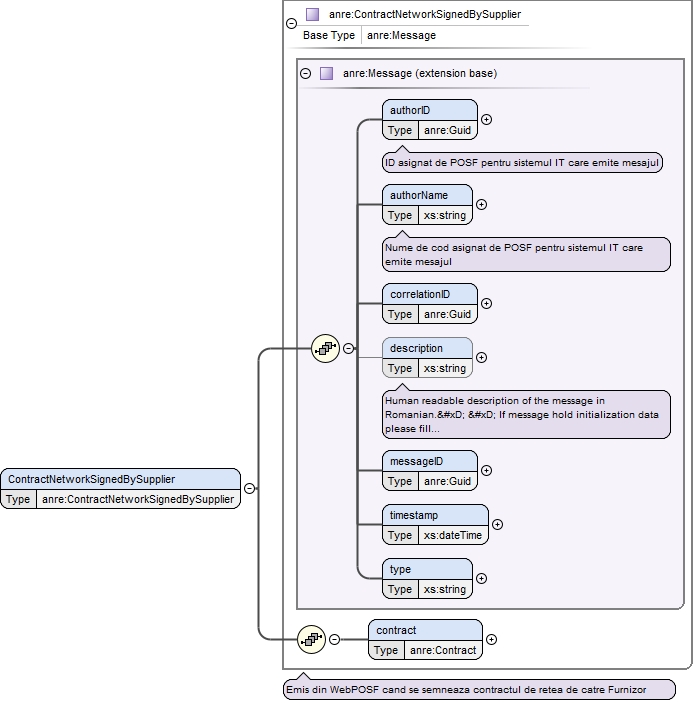 anre:ContractNetworkSignedBySupplier
Base Type anre:Message
anre:Message (extension base)
authorID
Type anre:Guid
ID asignat de POSF pentru sistemul IT care emite mesajul
authorName
Type xs:string
Nume de cod asignat de POSF pentru sistemul IT care
emite mesajul
correlationID
Type anre:Guid
description
Type xs:string
Human readable description of the message in
Romanian.&#xD; &#xD; If message hold initialization data
please fill...
messageID
Type anre:Guid
ContractNetworkSignedBySupplier
Type anre:ContractNetworkSignedBySupplier
timestamp
Type xs:dateTime
type
Type xs:string
contract
Type anre:Contract
Emis din WebPOSF cand se semneaza contractul de retea de catre Furnizor